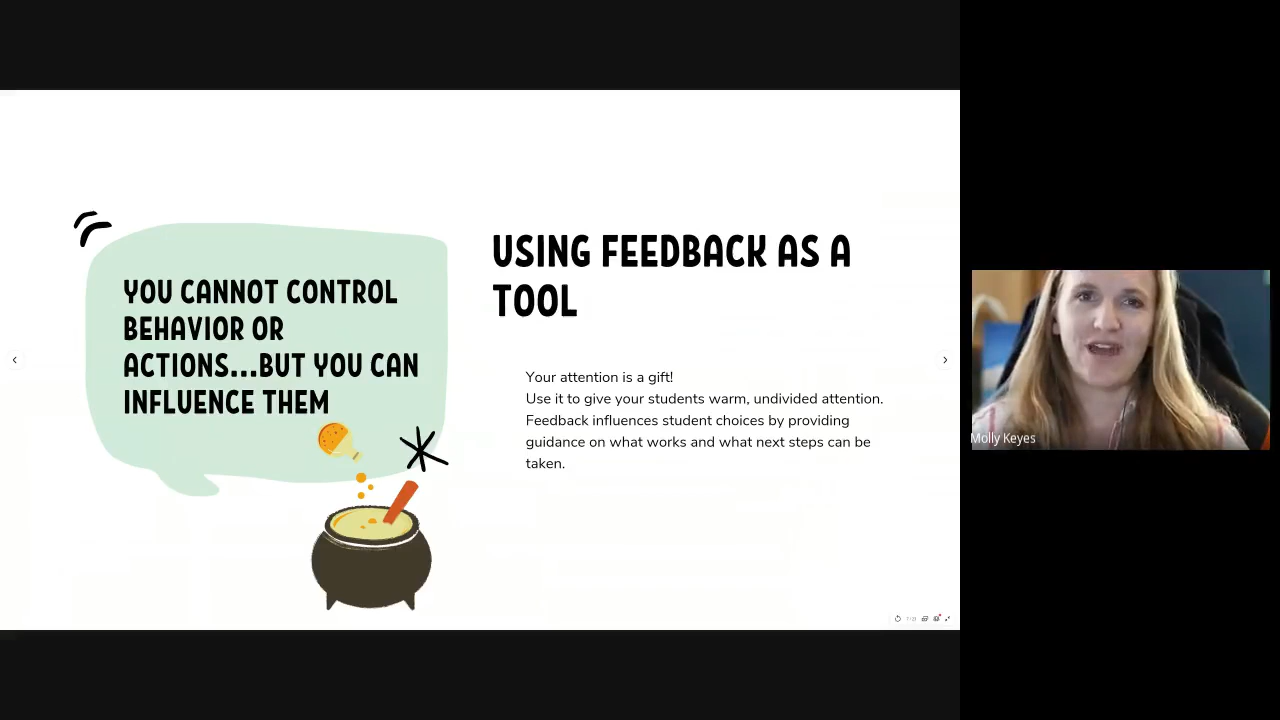 YOU CANNOT CONTROL
BEHAVIOR OR
ACTIONS...BUT YOU CAN
INFLUENCE THEM
USING FEEDBACK AS A
TOOL
Your attention is a gift!
Use it to give your students warm, undivided attention.
Feedback influences student choices by providing
guidance on what works and what next steps can be
taken.
Molly Keyes